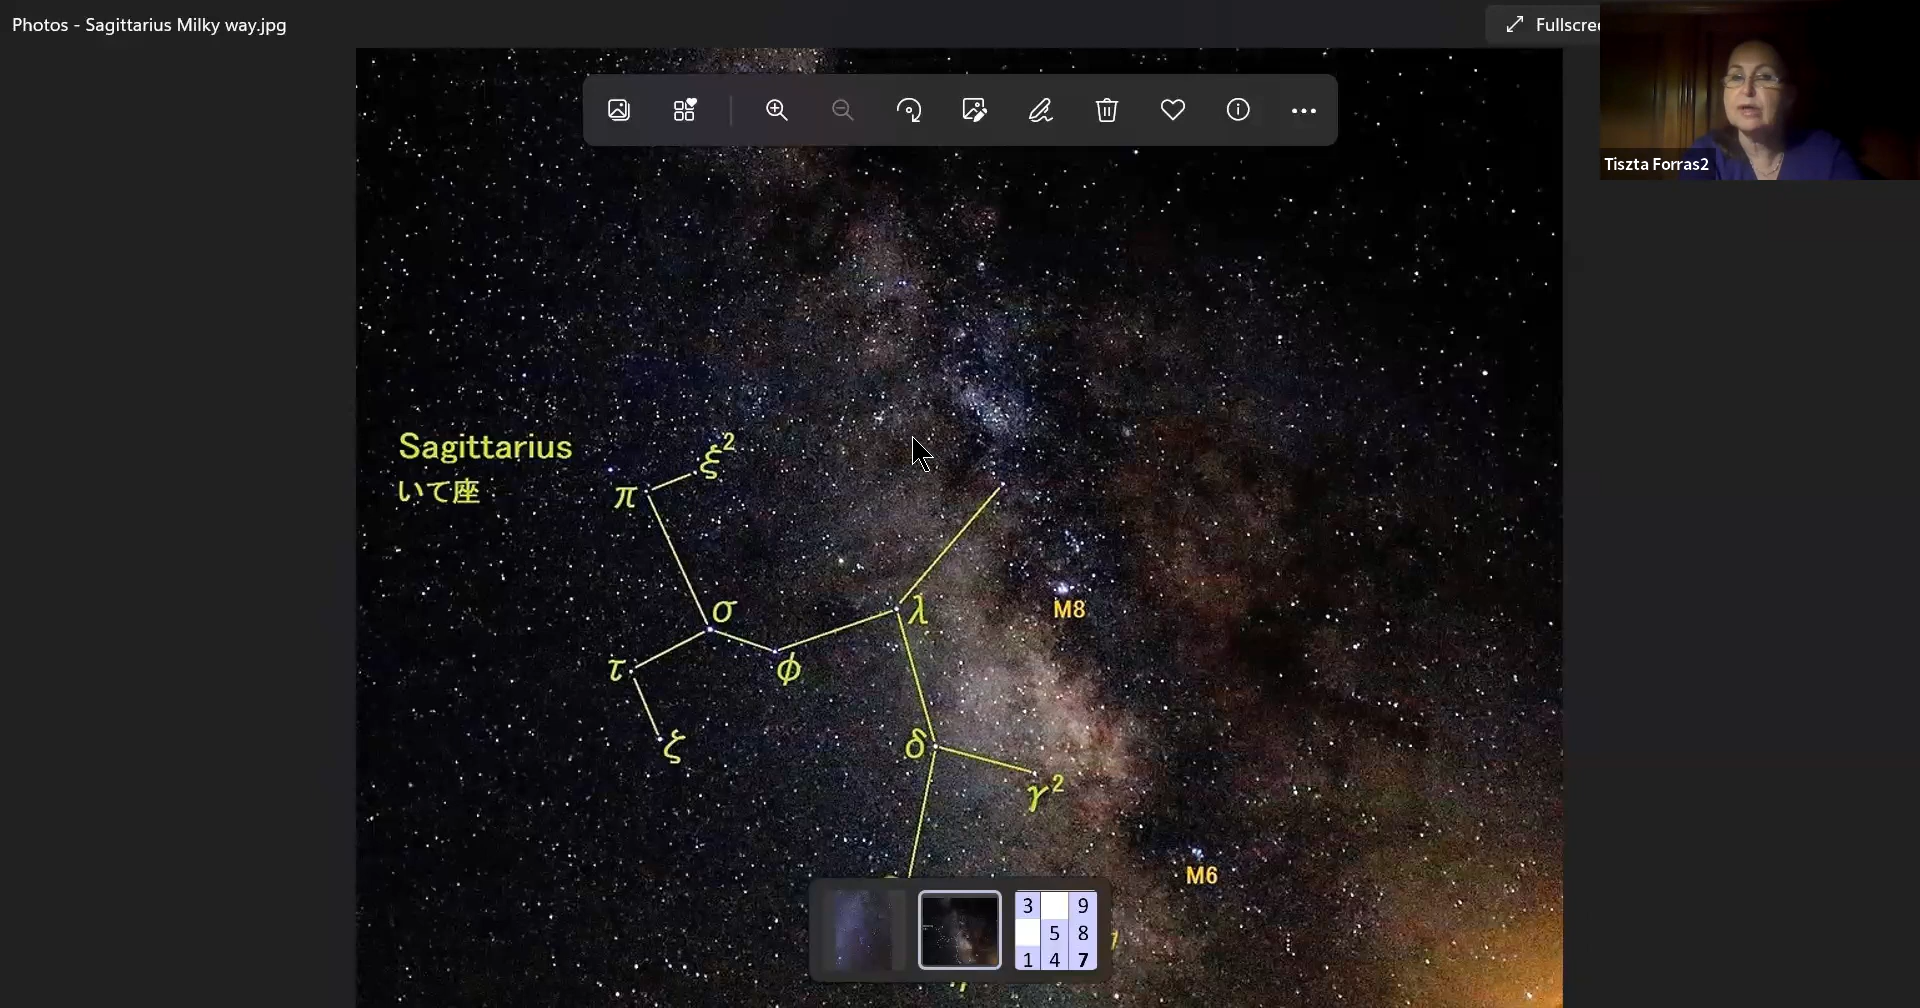 Photos - Sagittarius Milky way.jpg
Fullscree
Tiszta Forras2
Sagittarius
いて座
ξ²
π
σ
λ
M8
τ
φ
ζ
δ
γ²
M6
3 9
5 8
1 4 7
η